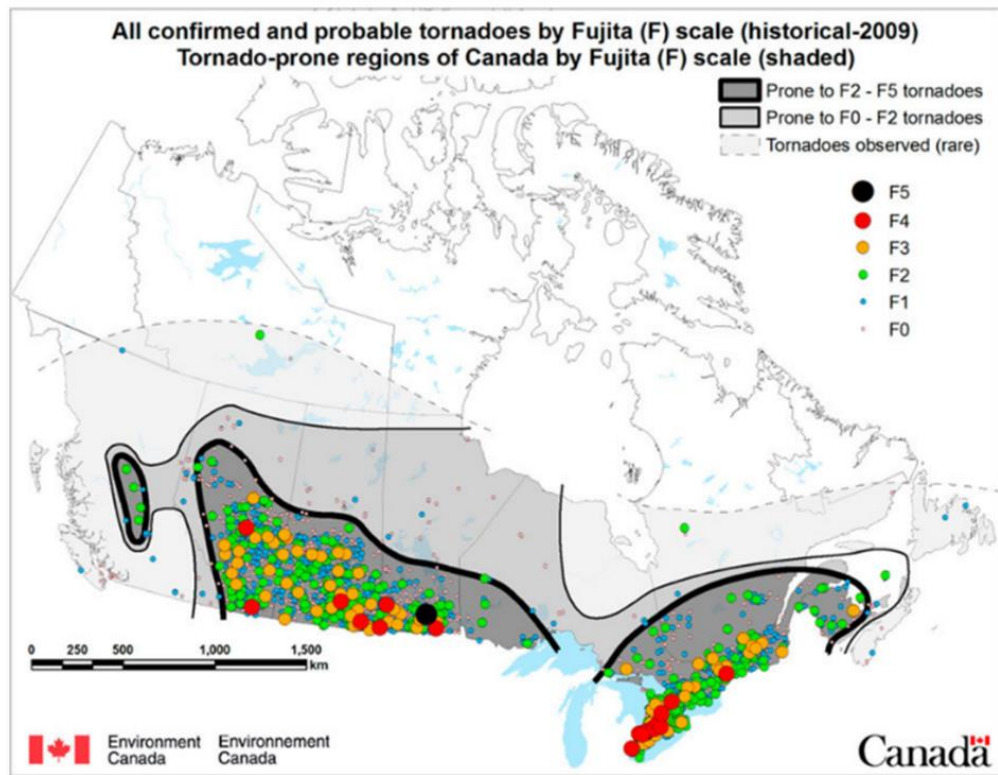 All confirmed and probable tornadoes by Fujita (F) scale (historical-2009)
Tornado-prone regions of Canada by Fujita (F) scale (shaded)
Prone to F2 - F5 tornadoes
Prone to F0 - F2 tornadoes
Tornadoes observed (rare)
F5
F4
F3
F2
F1
F0
0 250 500 1,000 1,500
km
Environment Environnement
Canada Canada
Canada